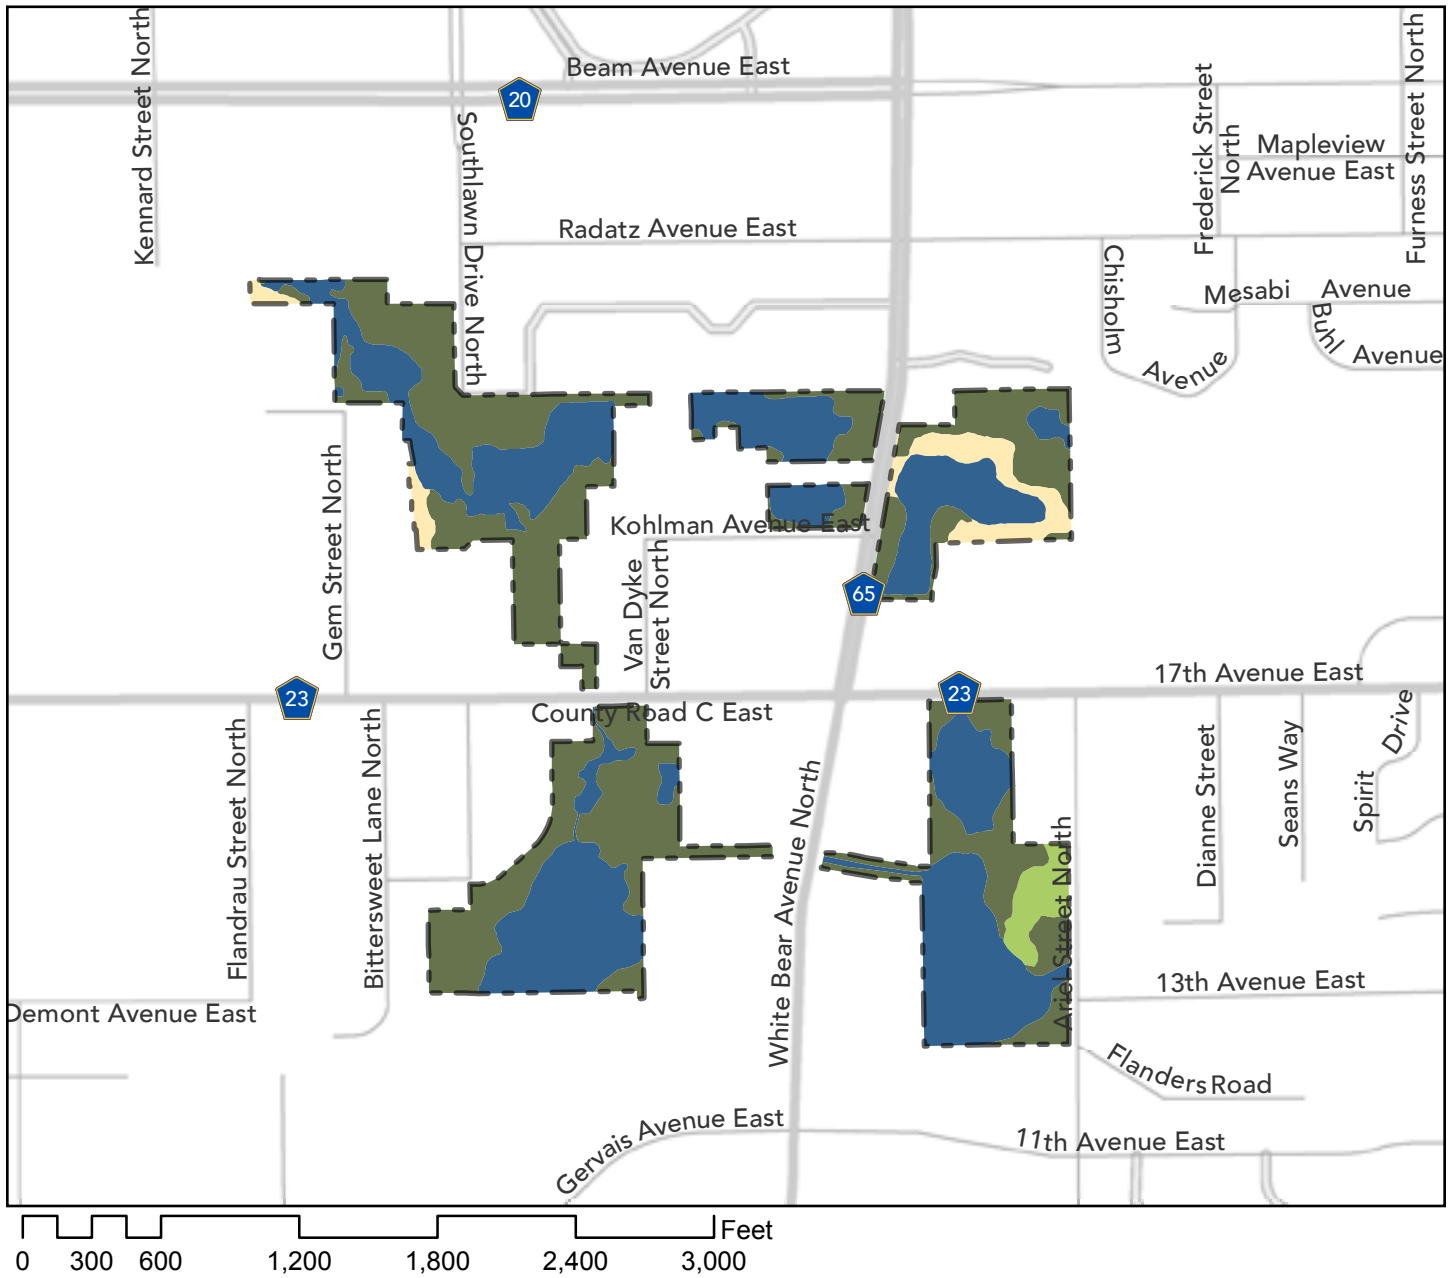 Beam Avenue East
20
Kennard Street North
Southlawn Drive North
Frederick Street
North
Mapleview
Avenue East
Furness Street North
Radatz Avenue East
Chisholm
Avenue
Mesabi Avenue
Buhl
Avenue
Gem Street North
Kohlman Avenue East
Van Dyke
Street North
65
17th Avenue East
23
23
County Road C East
Flandrau Street North
Bittersweet Lane North
White Bear Avenue North
Ariel Street North
Dianne Street
Seans Way
Spirit
Drive
13th Avenue East
Demont Avenue East
Flanders Road
Gervais Avenue East
11th Avenue East
Feet
0 300 600 1,200 1,800 2,400 3,000